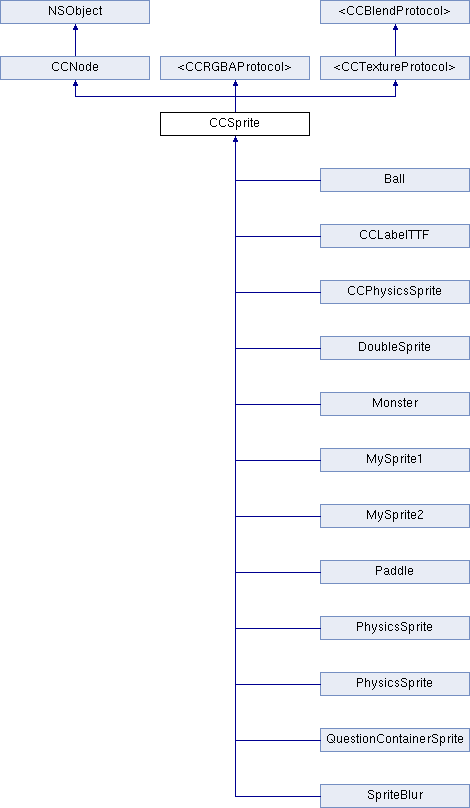 NSObject
<CCBlendProtocol>
CCNode
<CCRGBAProtocol>
<CCTextureProtocol>
CCSprite
Ball
CCLabelTTF
CCPhysicsSprite
DoubleSprite
Monster
MySprite1
MySprite2
Paddle
PhysicsSprite
PhysicsSprite
QuestionContainerSprite
SpriteBlur